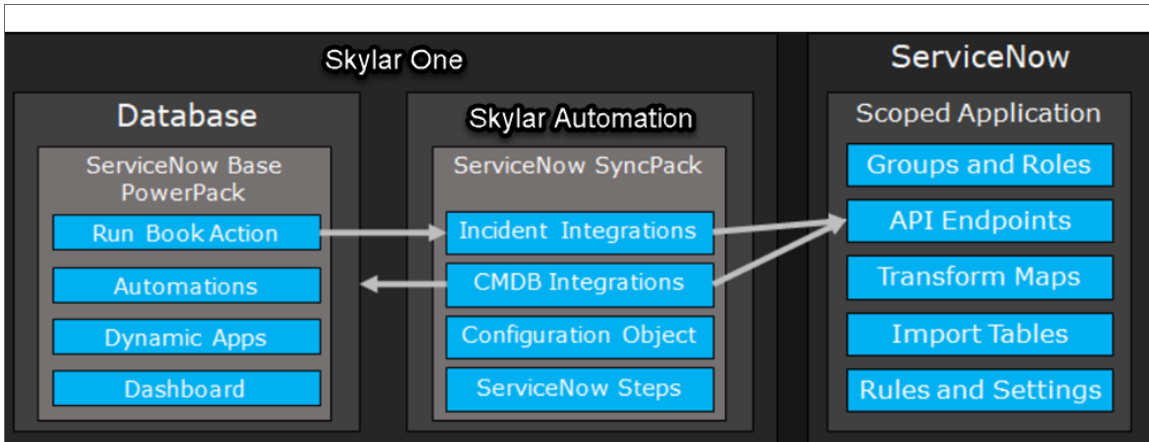 Skylar One
Database
ServiceNow Base
PowerPack
Run Book Action
Automations
Dynamic Apps
Dashboard
Skylar Automation
ServiceNow SyncPack
Incident Integrations
CMDB Integrations
Configuration Object
ServiceNow Steps
ServiceNow
Scoped Application
Groups and Roles
API Endpoints
Transform Maps
Import Tables
Rules and Settings